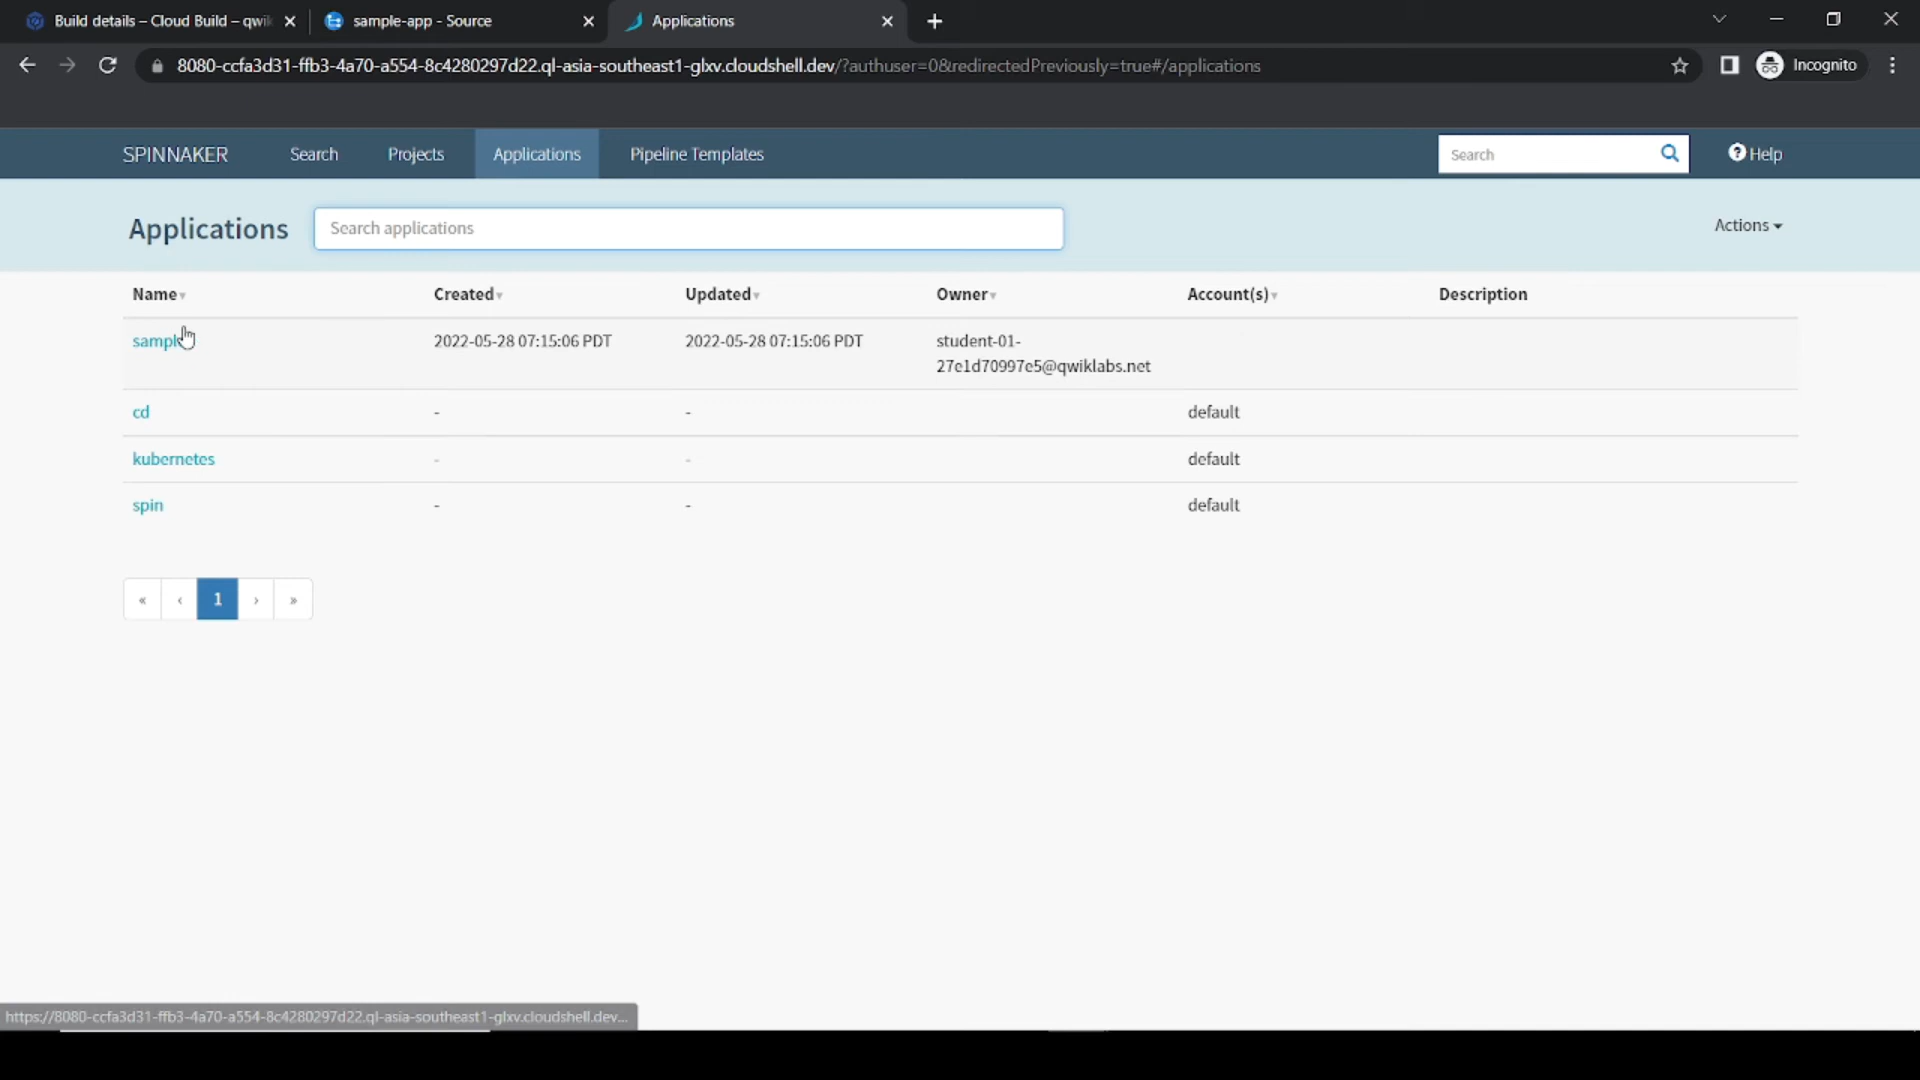 Build details – Cloud Build – qwik
sample-app - Source
Applications
8080-ccfa3d31-ffb3-4a70-a554-8c4280297d22.ql-asia-southeast1-glxv.cloudshell.dev/?authuser=0&redirectedPreviously=true#/applications
Incognito
SPINNAKER Search Projects Applications Pipeline Templates Search Help
Applications Search applications Actions
Name Created Updated Owner Account(s) Description
sample 2022-05-28 07:15:06 PDT 2022-05-28 07:15:06 PDT student-01-
27e1d70997e5@qwiklabs.net
cd - - default
kubernetes - - default
spin - - default
« ‹ 1 › »
https://8080-ccfa3d31-ffb3-4a70-a554-8c4280297d22.ql-asia-southeast1-glxv.cloudshell.dev...